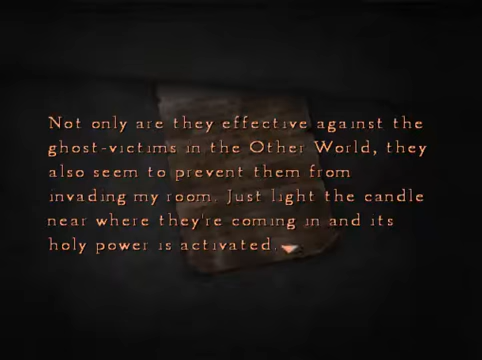 Not only are they effective against the
ghost-victims in the Other World, they
also seem to prevent them from
invading my room. Just light the candle
near where they're coming in and its
holy power is activated.